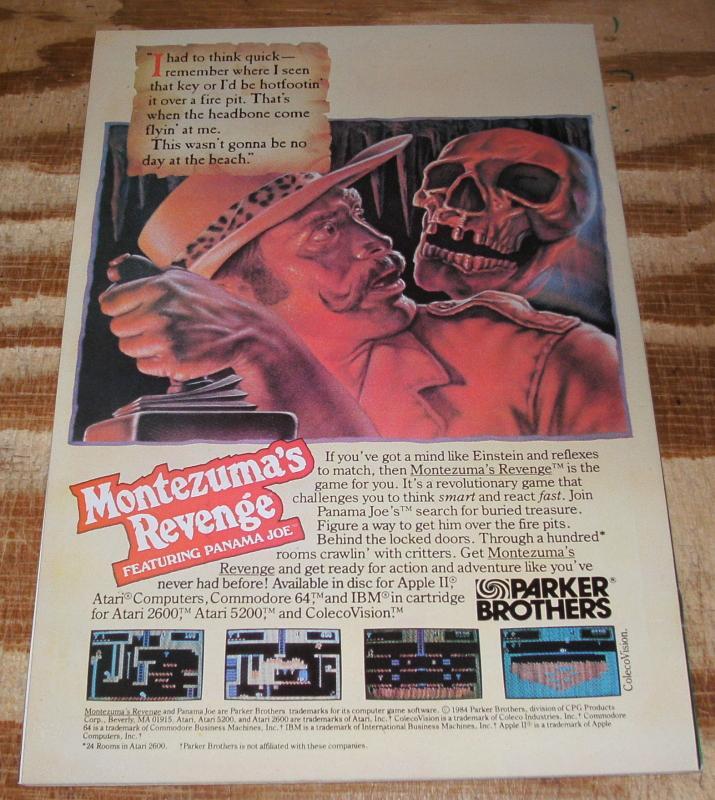 "I had to think quick—
remember where I seen
that key or I'd be hotfootin'
it over a fire pit. That's
when the headbone come
flyin' at me.
This wasn't gonna be no
day at the beach."
Montezuma's
Revenge
FEATURING PANAMA JOE™
If you've got a mind like Einstein and reflexes
to match, then Montezuma's Revenge™ is the
game for you. It's a revolutionary game that
challenges you to think smart and react fast. Join
Panama Joe's™ search for buried treasure.
Figure a way to get him over the fire pits.
Behind the locked doors. Through a hundred*
rooms crawlin' with critters. Get Montezuma's
Revenge and get ready for action and adventure like you've
never had before! Available in disc for Apple II,®
Atari® Computers, Commodore 64,™ and IBM® in cartridge
for Atari 2600,™ Atari 5200,™ and ColecoVision.™
PARKER®
BROTHERS
ColecoVision.
Montezuma's Revenge and Panama Joe are Parker Brothers trademarks for its computer game software. © 1984 Parker Brothers, division of CPG Products
Corp., Beverly, MA 01915. Atari, Atari 5200, and Atari 2600 are trademarks of Atari, Inc.† ColecoVision is a trademark of Coleco Industries, Inc.† Commodore
64 is a trademark of Commodore Business Machines, Inc.† IBM is a trademark of International Business Machines, Inc.† Apple II® is a trademark of Apple
Computers, Inc.†
*24 Rooms in Atari 2600. †Parker Brothers is not affiliated with these companies.